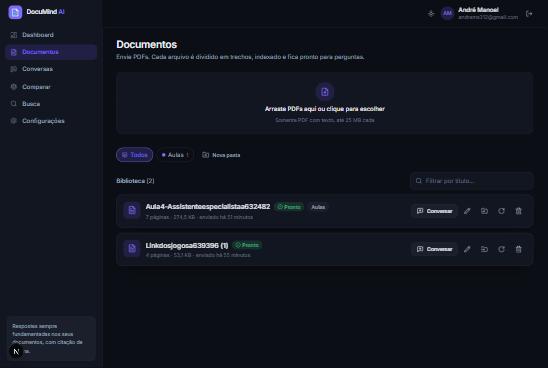 DocuMind AI
André Manoel
AM
andrems312@gmail.com
Dashboard
Documentos
Conversas
Comparar
Busca
Configurações
Documentos
Envie PDFs. Cada arquivo é dividido em trechos, indexado e fica pronto para perguntas.
Arraste PDFs aqui ou clique para escolher
Somente PDF com texto, até 25 MB cada
Todos
Aulas 1
Nova pasta
Biblioteca (2)
Filtrar por título...
Aula4-Assistenteespecialistaa632482 Pronto Aulas
7 páginas · 274,5 KB · enviado há 51 minutos
Conversar
Linkdosjogosa639396 (1) Pronto
4 páginas · 53,1 KB · enviado há 55 minutos
Conversar
Respostas sempre
fundamentadas nos seus
documentos, com citação de
N